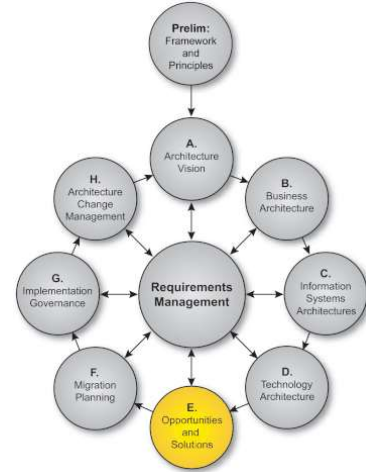 Prelim:
Framework
and
Principles
A.
Architecture
Vision
B.
Business
Architecture
C.
Information
Systems
Architectures
D.
Technology
Architecture
E.
Opportunities
and
Solutions
F.
Migration
Planning
G.
Implementation
Governance
H.
Architecture
Change
Management
Requirements
Management